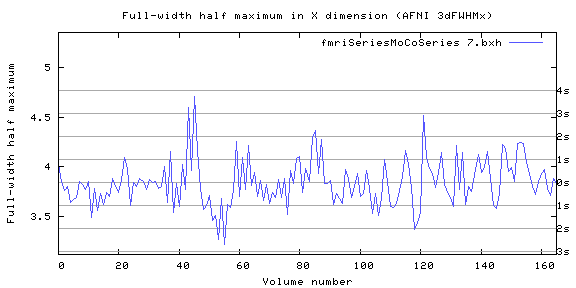 Full-width half maximum in X dimension (AFNI 3dFWHMx)
fmriSeriesMoCoSeries 7.bxh
Full-width half maximum
5
4.5
4
3.5
4s
3s
2s
1s
0s
1s
2s
3s
0 20 40 60 80 100 120 140 160
Volume number